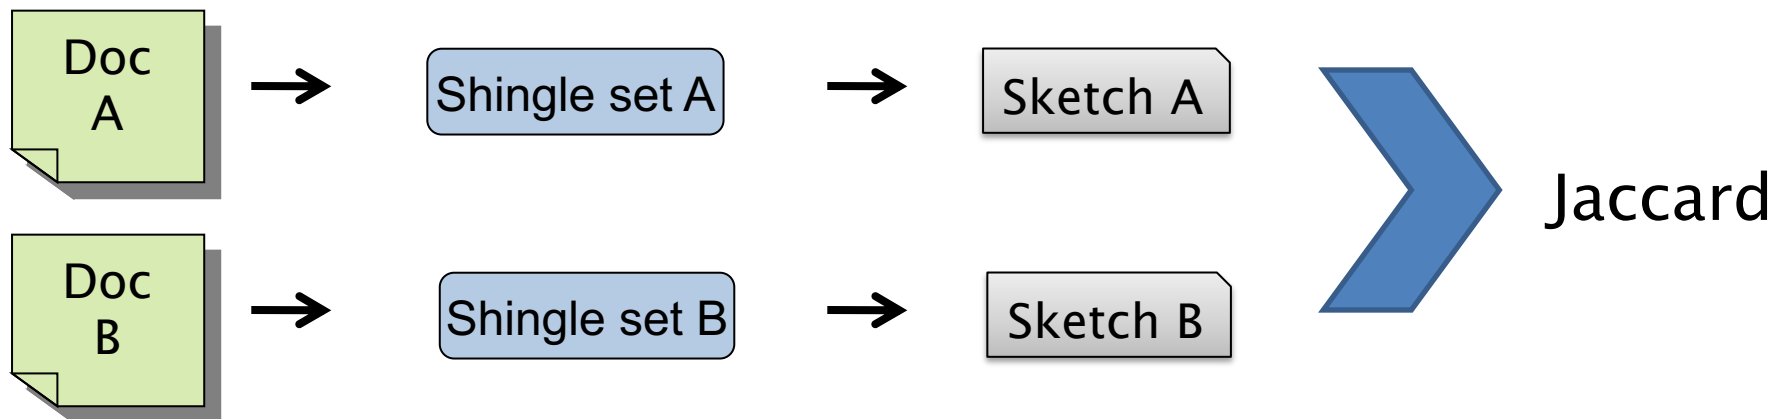 Doc
A
Shingle set A
Sketch A
Jaccard
Doc
B
Shingle set B
Sketch B